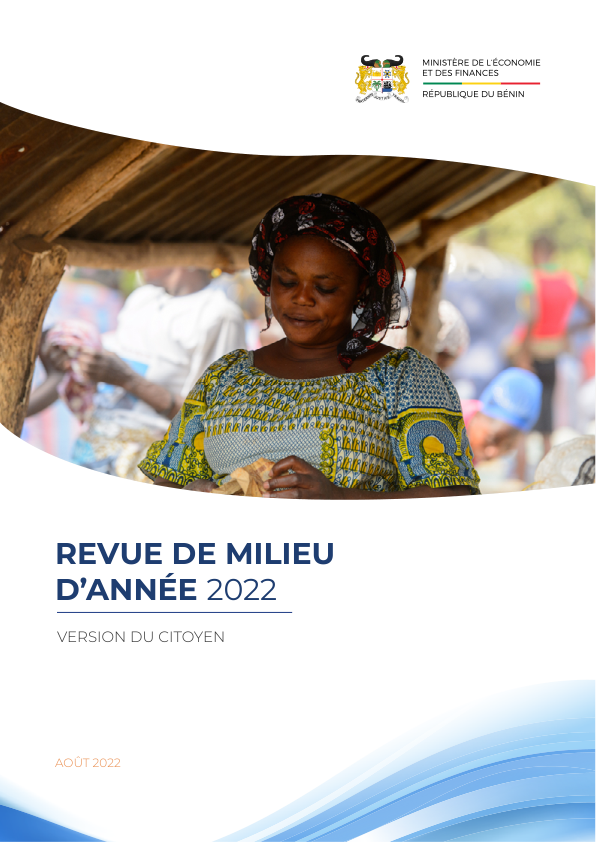 MINISTÈRE DE L'ÉCONOMIE
ET DES FINANCES
RÉPUBLIQUE DU BÉNIN
REVUE DE MILIEU
D'ANNÉE 2022
VERSION DU CITOYEN
AOÛT 2022